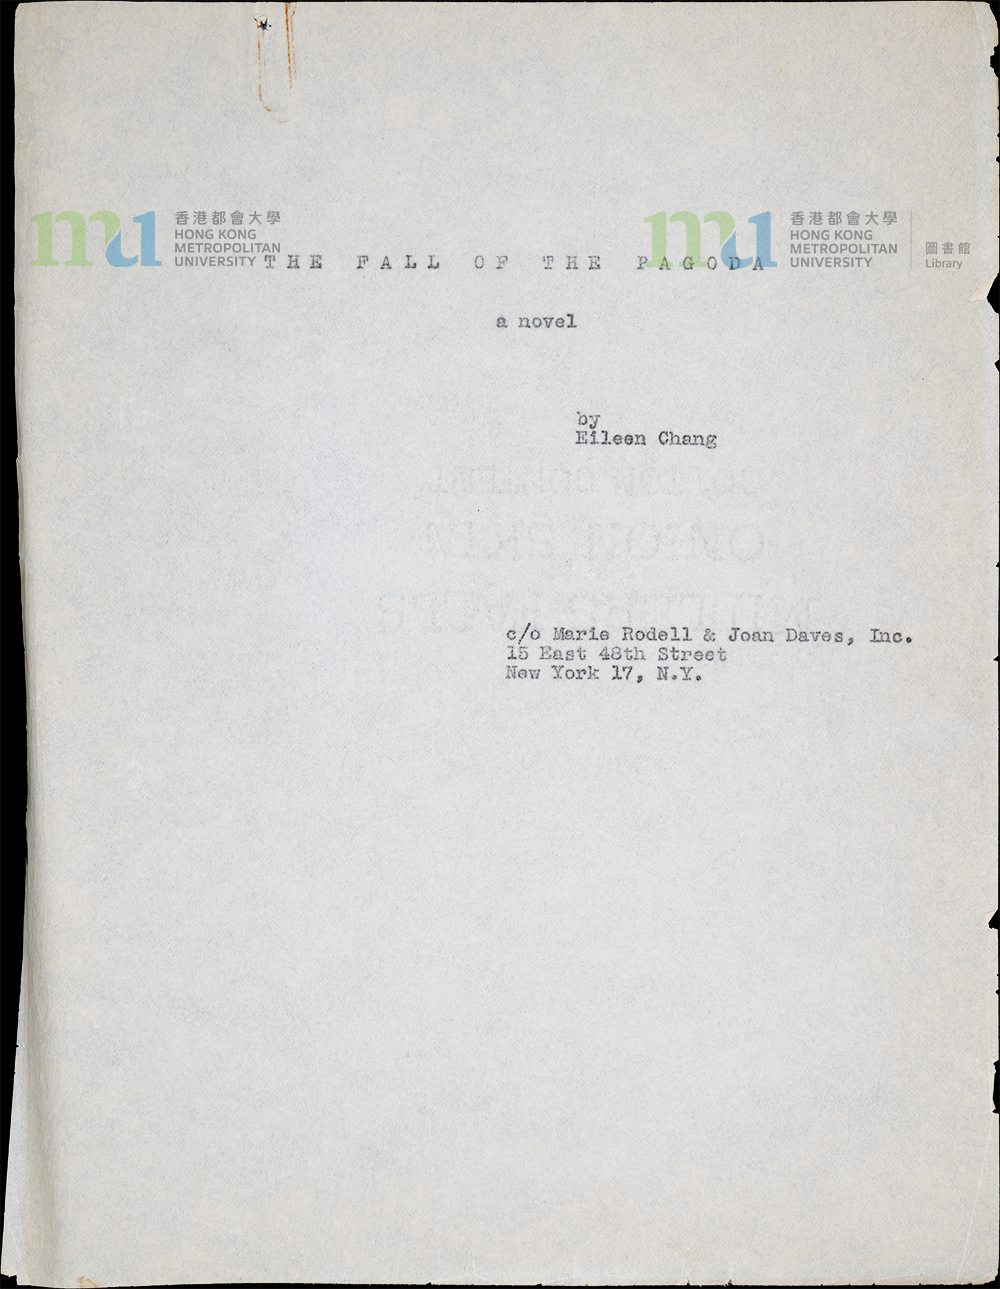 香港都會大學
HONG KONG
METROPOLITAN
UNIVERSITY
香港都會大學
HONG KONG
METROPOLITAN
UNIVERSITY
圖書館
Library
THE FALL OF THE PAGODA
a novel
by
Eileen Chang
c/o Marie Rodell & Joan Daves, Inc.
15 East 48th Street
New York 17, N.Y.